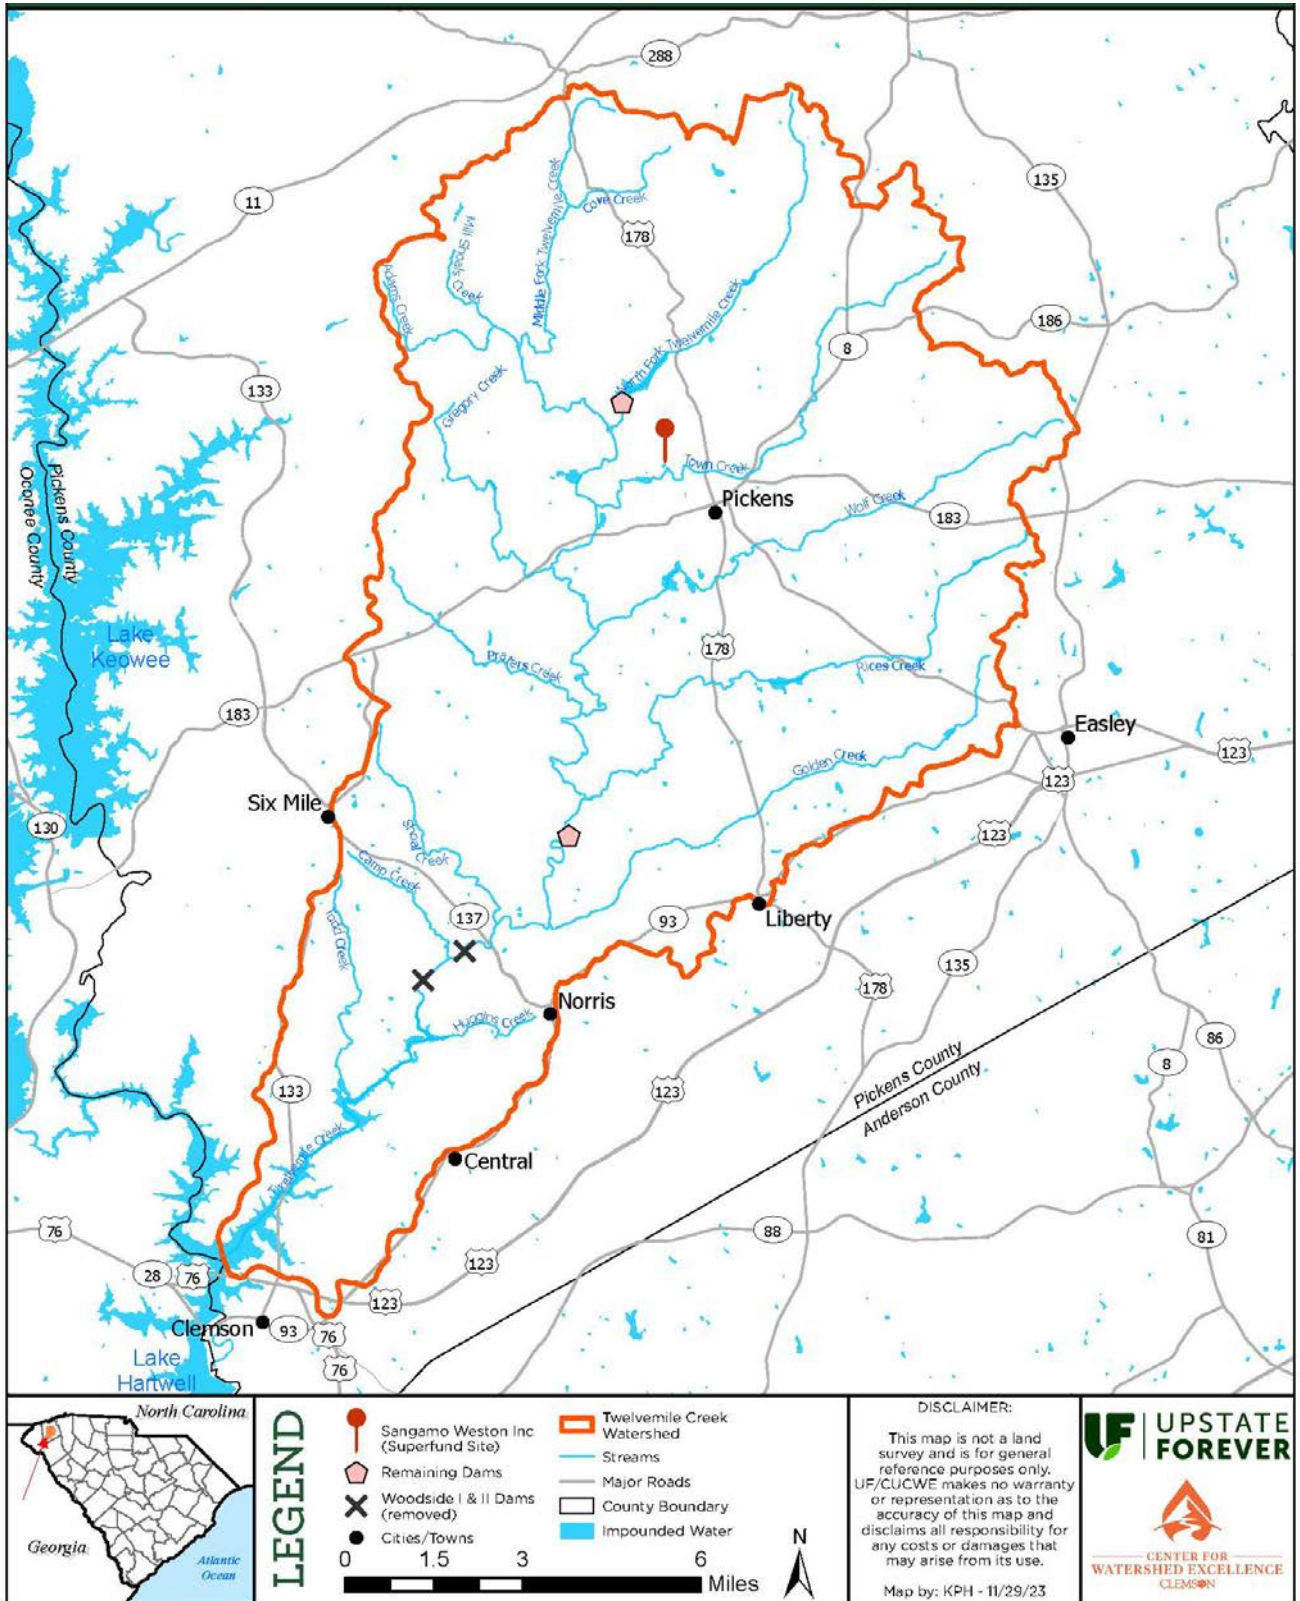 288
11
135
Middle Fork Twelvemile Creek
Cove Creek
178
Mill Shoals
Creek
Adams Creek
North Fork Twelvemile Creek
186
8
133
Gregory Creek
Town Creek
Pickens
Wolf Creek
183
Pickens County
Oconee County
Lake
Keowee
178
Praters Creek
Rices Creek
183
Easley
123
123
Golden Creek
Six Mile
130
123
Shoal Creek
Camp Creek
137
93
Liberty
Todd Creek
135
178
Norris
Huggins Creek
86
8
Pickens County
Anderson County
133
123
Twelvemile Creek
Central
76
88
81
28
76
123
123
Clemson
93
76
76
Lake
Hartwell
North Carolina
Georgia
Atlantic
Ocean
LEGEND
Sangamo Weston Inc
(Superfund Site)
Remaining Dams
Woodside I & II Dams
(removed)
Cities/Towns
Twelvemile Creek
Watershed
Streams
Major Roads
County Boundary
Impounded Water
0 1.5 3 6
Miles
N
DISCLAIMER:
This map is not a land
survey and is for general
reference purposes only.
UF/CUCWE makes no warranty
or representation as to the
accuracy of this map and
disclaims all responsibility for
any costs or damages that
may arise from its use.
Map by: KPH - 11/29/23
UF
UPSTATE
FOREVER
CENTER FOR
WATERSHED EXCELLENCE
CLEMSON